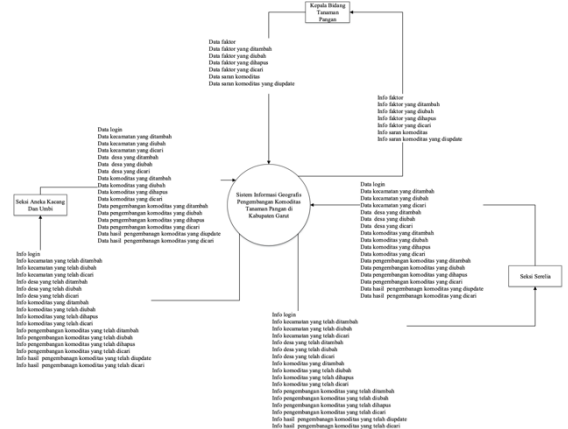 Kepala Bidang
Tanaman
Pangan
Data faktor
Data faktor yang ditambah
Data faktor yang diubah
Data faktor yang dihapus
Data faktor yang dicari
Data saran komoditas
Data saran komoditas yang diupdate
Info faktor
Info faktor yang ditambah
Info faktor yang diubah
Info faktor yang dihapus
Info faktor yang dicari
Info saran komoditas
Info saran komoditas yang diupdate
Data login
Data kecamatan yang ditambah
Data kecamatan yang diubah
Data kecamatan yang dicari
Data desa yang ditambah
Data desa yang diubah
Data desa yang dicari
Data komoditas yang ditambah
Data komoditas yang diubah
Data komoditas yang dihapus
Data komoditas yang dicari
Data pengembangan komoditas yang ditambah
Data pengembangan komoditas yang diubah
Data pengembangan komoditas yang dihapus
Data pengembangan komoditas yang dicari
Data hasil pengembanagn komoditas yang diupdate
Data hasil pengembanagn komoditas yang dicari
Seksi Aneka Kacang
Dan Umbi
Sistem Informasi Geografis
Pengembangan Komoditas
Tanaman Pangan di
Kabupaten Garut
Data login
Data kecamatan yang ditambah
Data kecamatan yang diubah
Data kecamatan yang dicari
Data desa yang ditambah
Data desa yang diubah
Data desa yang dicari
Data komoditas yang ditambah
Data komoditas yang diubah
Data komoditas yang dihapus
Data komoditas yang dicari
Data pengembangan komoditas yang ditambah
Data pengembangan komoditas yang diubah
Data pengembangan komoditas yang dihapus
Data pengembangan komoditas yang dicari
Data hasil pengembanagn komoditas yang diupdate
Data hasil pengembanagn komoditas yang dicari
Seksi Serelia
Info login
Info kecamatan yang telah ditambah
Info kecamatan yang telah diubah
Info kecamatan yang telah dicari
Info desa yang telah ditambah
Info desa yang telah diubah
Info desa yang telah dicari
Info komoditas yang ditambah
Info komoditas yang telah diubah
Info komoditas yang telah dihapus
Info komoditas yang telah dicari
Info pengembangan komoditas yang telah ditambah
Info pengembangan komoditas yang telah diubah
Info pengembangan komoditas yang telah dihapus
Info pengembangan komoditas yang telah dicari
Info hasil pengembanagn komoditas yang telah diupdate
Info hasil pengembanagn komoditas yang telah dicari
Info login
Info kecamatan yang telah ditambah
Info kecamatan yang telah diubah
Info kecamatan yang telah dicari
Info desa yang telah ditambah
Info desa yang telah diubah
Info desa yang telah dicari
Info komoditas yang ditambah
Info komoditas yang telah diubah
Info komoditas yang telah dihapus
Info komoditas yang telah dicari
Info pengembangan komoditas yang telah ditambah
Info pengembangan komoditas yang telah diubah
Info pengembangan komoditas yang telah dihapus
Info pengembangan komoditas yang telah dicari
Info hasil pengembanagn komoditas yang telah diupdate
Info hasil pengembanagn komoditas yang telah dicari